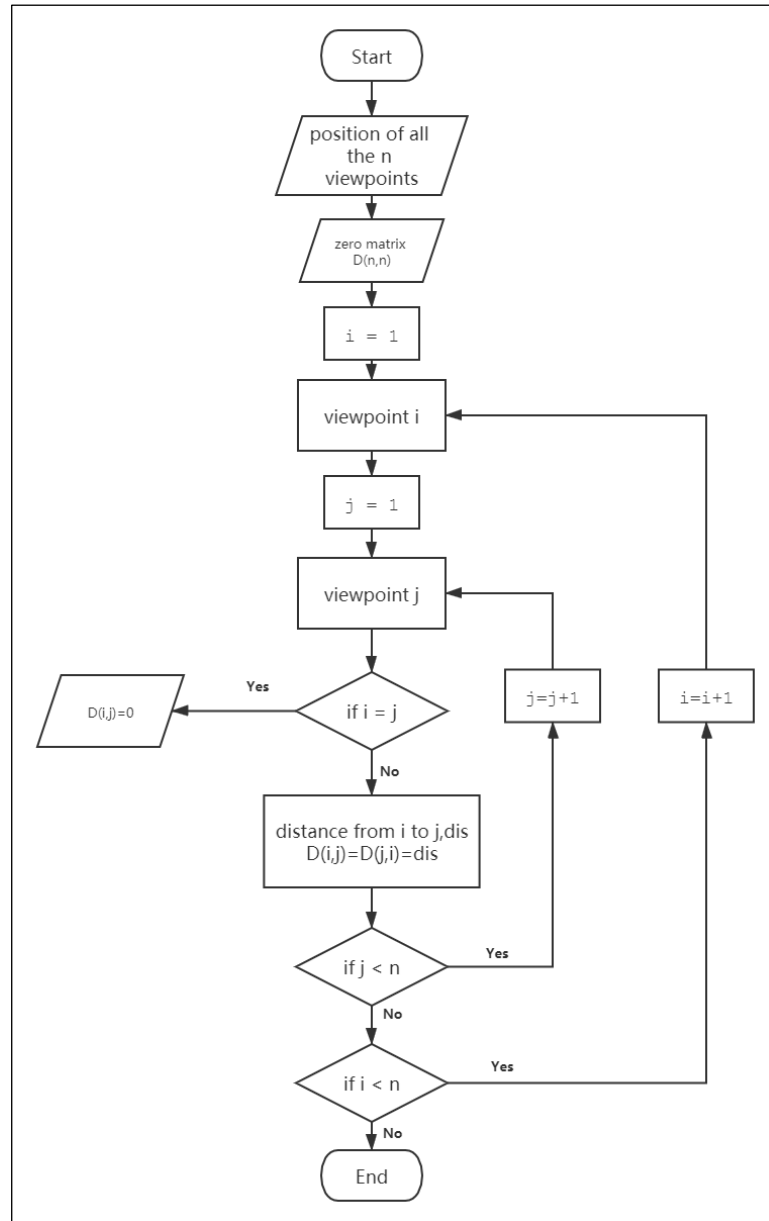 Start
position of all
the n
viewpoints
zero matrix
D(n,n)
i = 1
viewpoint i
j = 1
viewpoint j
Yes
if i = j
D(i,j)=0
j=j+1
i=i+1
No
distance from i to j,dis
D(i,j)=D(j,i)=dis
if j < n
Yes
No
if i < n
Yes
No
End